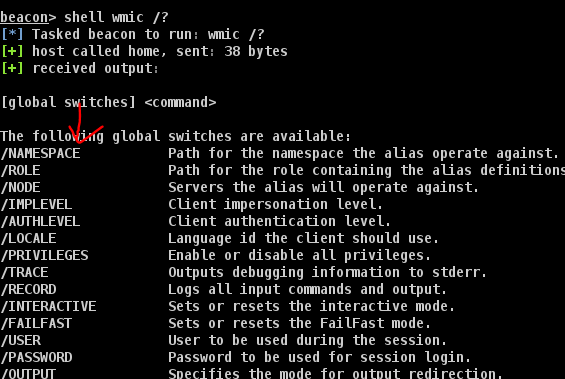 beacon> shell wmic /?
[*] Tasked beacon to run: wmic /?
[+] host called home, sent: 38 bytes
[+] received output:
[global switches] <command>
The following global switches are available:
/NAMESPACE Path for the namespace the alias operate against.
/ROLE Path for the role containing the alias definitions
/NODE Servers the alias will operate against.
/IMPLEVEL Client impersonation level.
/AUTHLEVEL Client authentication level.
/LOCALE Language id the client should use.
/PRIVILEGES Enable or disable all privileges.
/TRACE Outputs debugging information to stderr.
/RECORD Logs all input commands and output.
/INTERACTIVE Sets or resets the interactive mode.
/FAILFAST Sets or resets the FailFast mode.
/USER User to be used during the session.
/PASSWORD Password to be used for session login.
/OUTPUT Specifies the mode for output redirection.